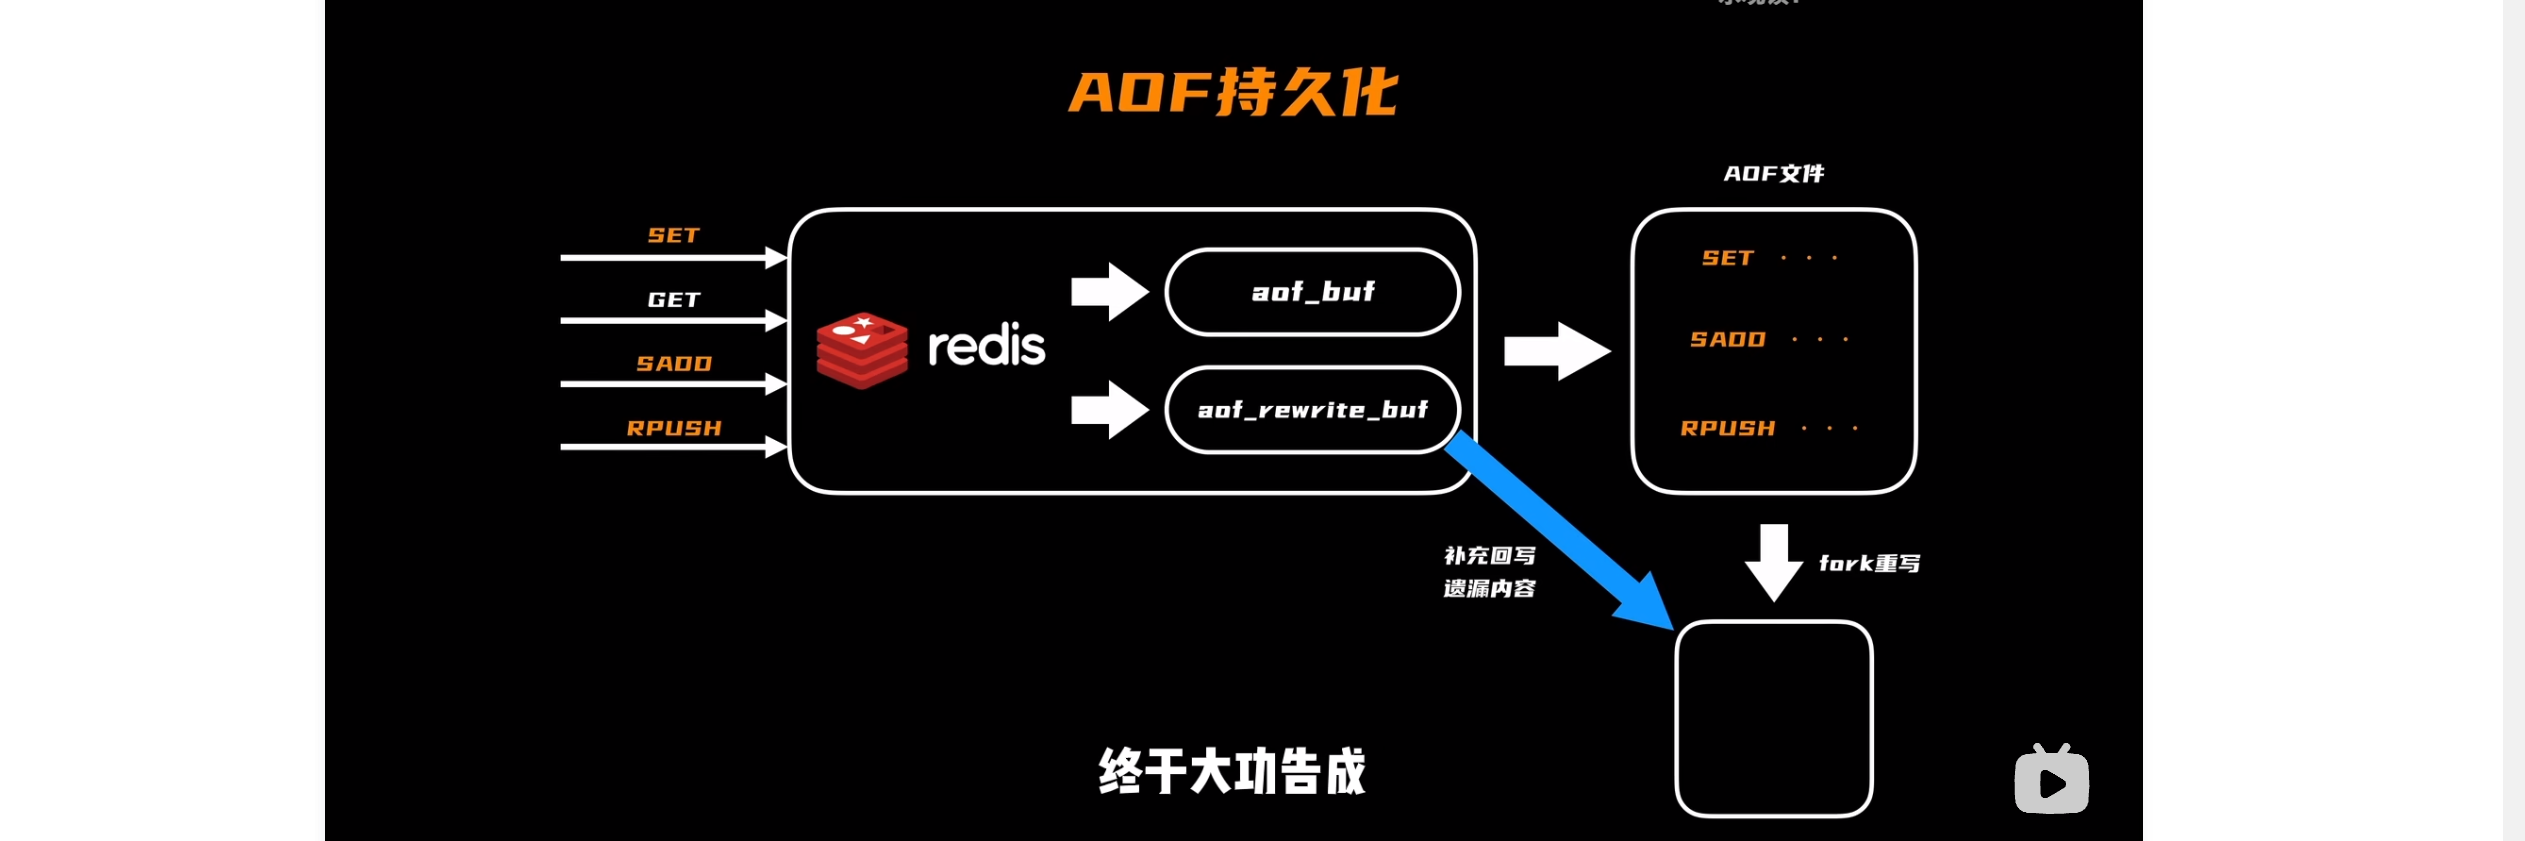 AOF持久化
AOF文件
SET
GET
SADD
RPUSH
redis
aof_buf
aof_rewrite_buf
SET · · ·
SADD · · ·
RPUSH · · ·
补充回写
遗漏内容
fork重写
终于大功告成